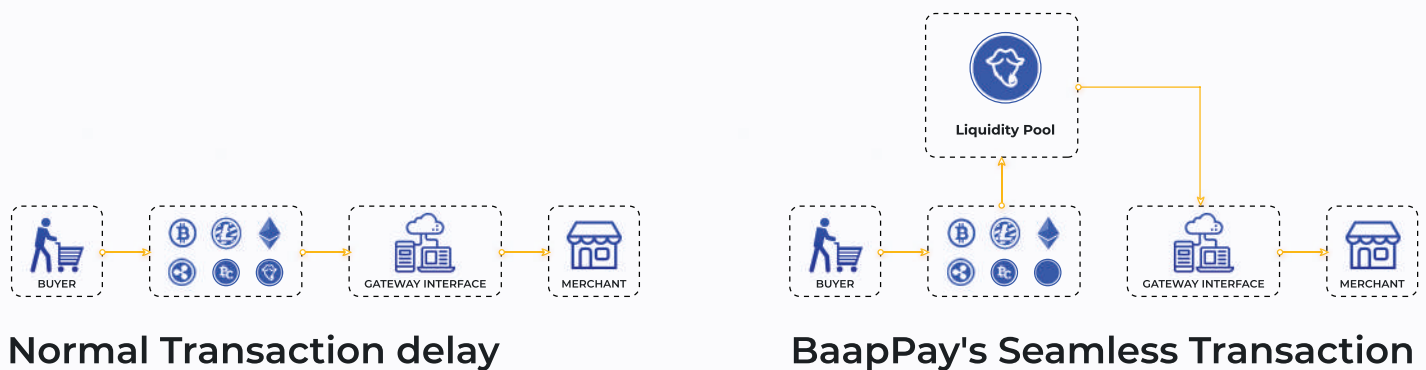 Liquidity Pool
BUYER
GATEWAY INTERFACE
MERCHANT
BUYER
GATEWAY INTERFACE
MERCHANT
Normal Transaction delay
BaapPay's Seamless Transaction